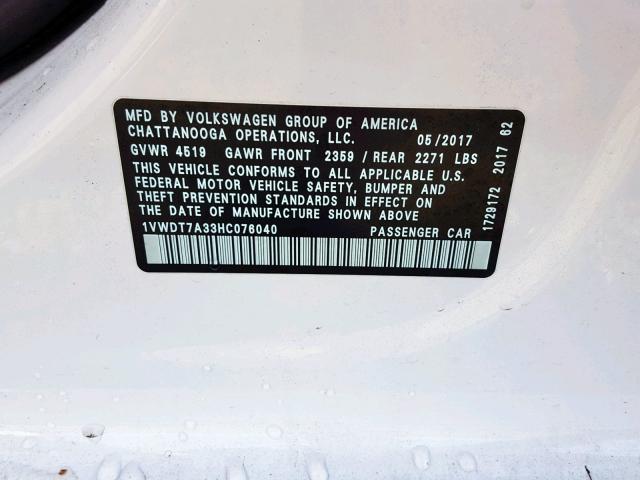 MFD BY VOLKSWAGEN GROUP OF AMERICA
CHATTANOOGA OPERATIONS, LLC. 05/2017
GVWR 4519 GAWR FRONT 2359 / REAR 2271 LBS
THIS VEHICLE CONFORMS TO ALL APPLICABLE U.S.
FEDERAL MOTOR VEHICLE SAFETY, BUMPER AND
THEFT PREVENTION STANDARDS IN EFFECT ON
THE DATE OF MANUFACTURE SHOWN ABOVE
1VWDT7A33HC076040 PASSENGER CAR
1729172 2017 62